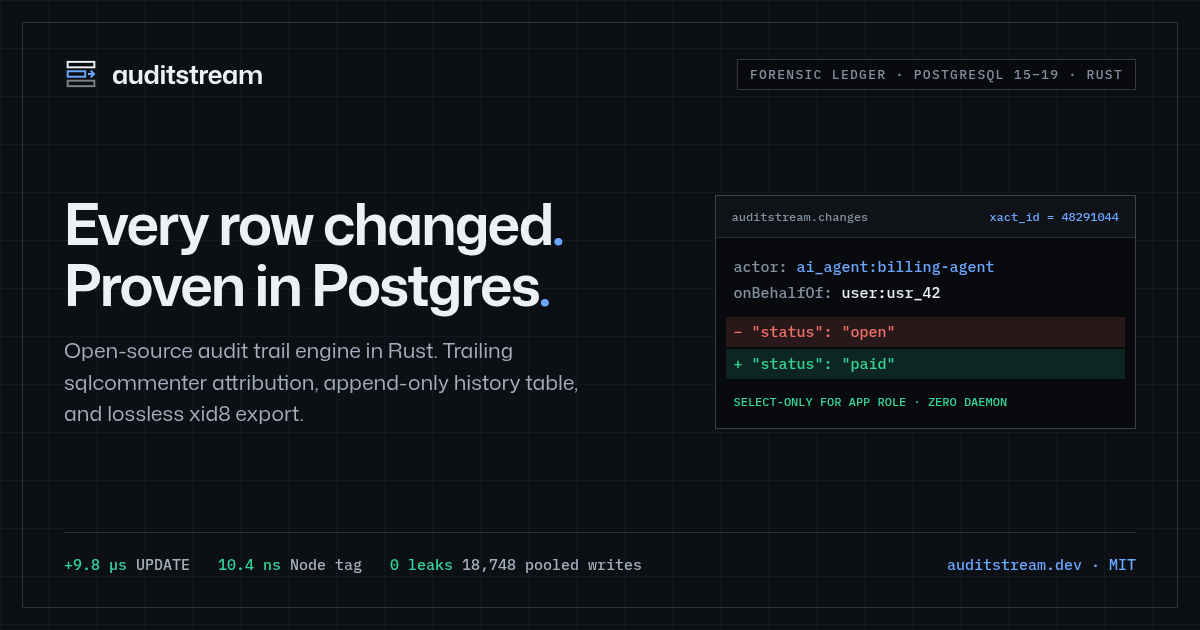 auditstream
FORENSIC LEDGER · POSTGRESQL 15–19 · RUST
Every row changed.
Proven in Postgres.
Open-source audit trail engine in Rust. Trailing
sqlcommenter attribution, append-only history table,
and lossless xid8 export.
auditstream.changes
xact_id = 48291044
actor: ai_agent:billing-agent
onBehalfOf: user:usr_42
− "status": "open"
+ "status": "paid"
SELECT-ONLY FOR APP ROLE · ZERO DAEMON
+9.8 µs UPDATE 10.4 ns Node tag 0 leaks 18,748 pooled writes
auditstream.dev · MIT